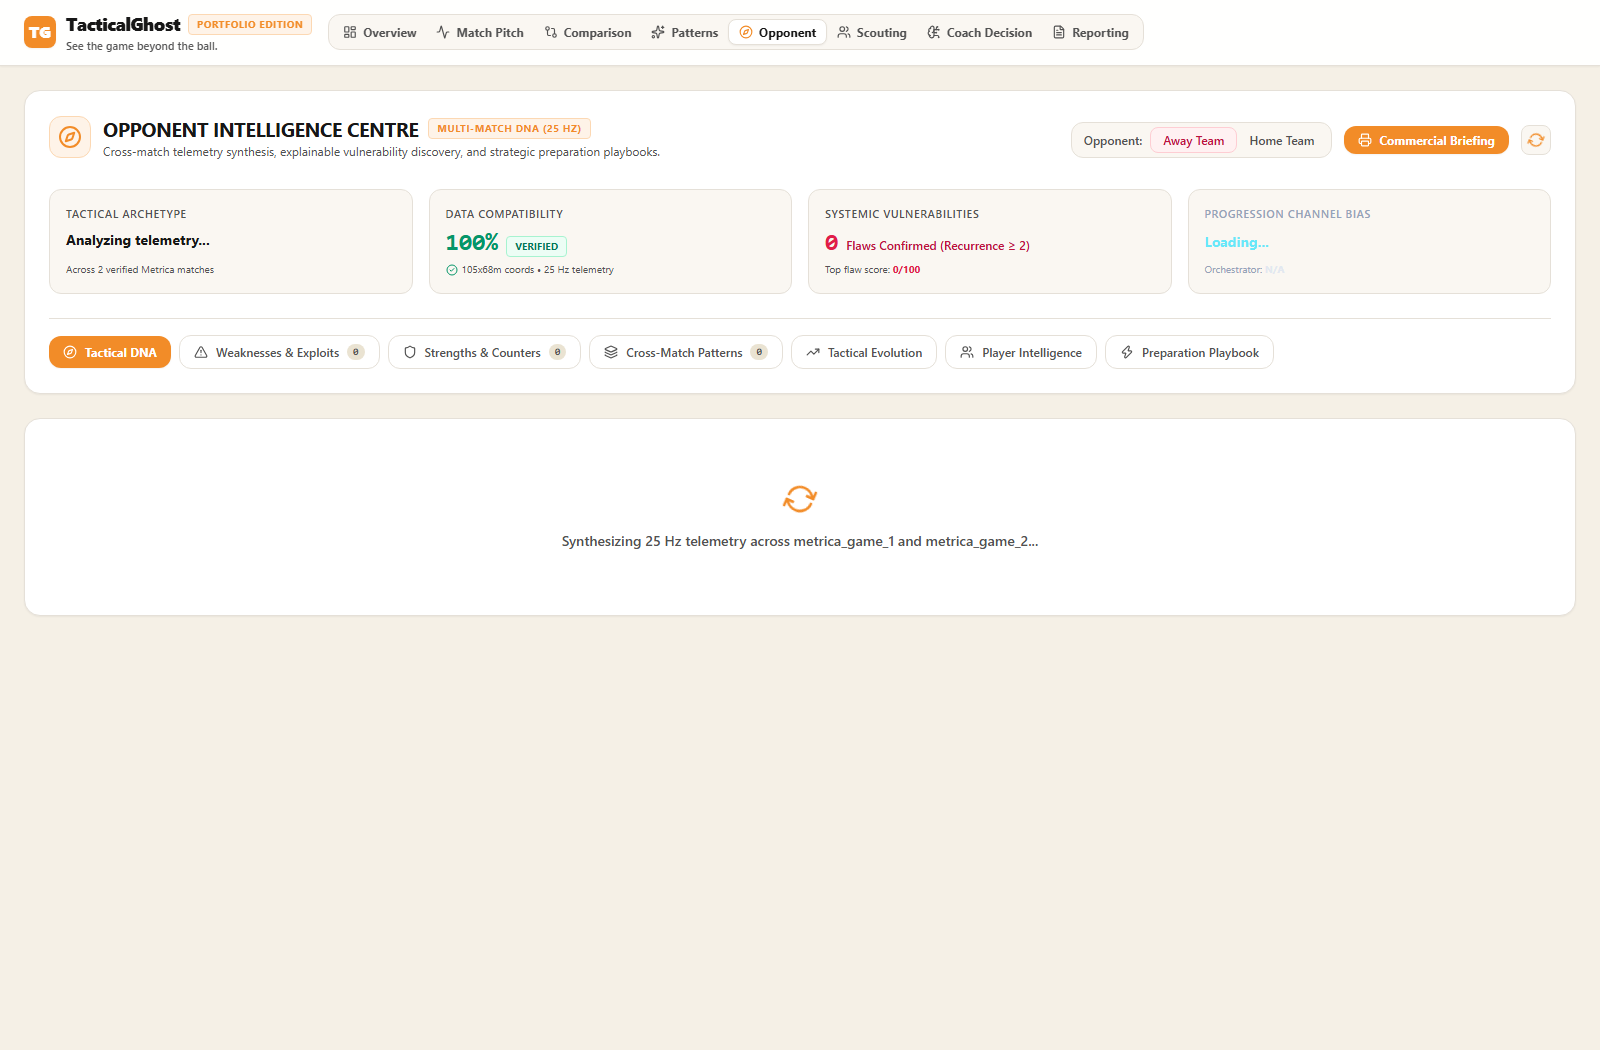 TG
TacticalGhost
PORTFOLIO EDITION
See the game beyond the ball.
Overview
Match Pitch
Comparison
Patterns
Opponent
Scouting
Coach Decision
Reporting
OPPONENT INTELLIGENCE CENTRE
MULTI-MATCH DNA (25 HZ)
Cross-match telemetry synthesis, explainable vulnerability discovery, and strategic preparation playbooks.
Opponent:
Away Team
Home Team
Commercial Briefing
TACTICAL ARCHETYPE
Analyzing telemetry...
Across 2 verified Metrica matches
DATA COMPATIBILITY
100% VERIFIED
105x68m coords • 25 Hz telemetry
SYSTEMIC VULNERABILITIES
0 Flaws Confirmed (Recurrence ≥ 2)
Top flaw score: 0/100
PROGRESSION CHANNEL BIAS
Loading...
Orchestrator: N/A
Tactical DNA
Weaknesses & Exploits 0
Strengths & Counters 0
Cross-Match Patterns 0
Tactical Evolution
Player Intelligence
Preparation Playbook
Synthesizing 25 Hz telemetry across metrica_game_1 and metrica_game_2...